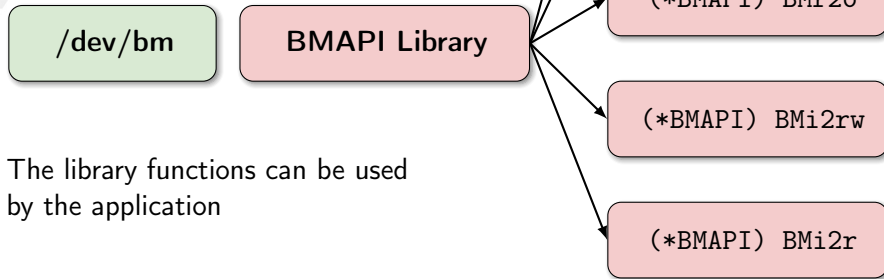 /dev/bm
BMAPI Library
(*BMAPI) BMi2rw
The library functions can be used
by the application
(*BMAPI) BMi2r